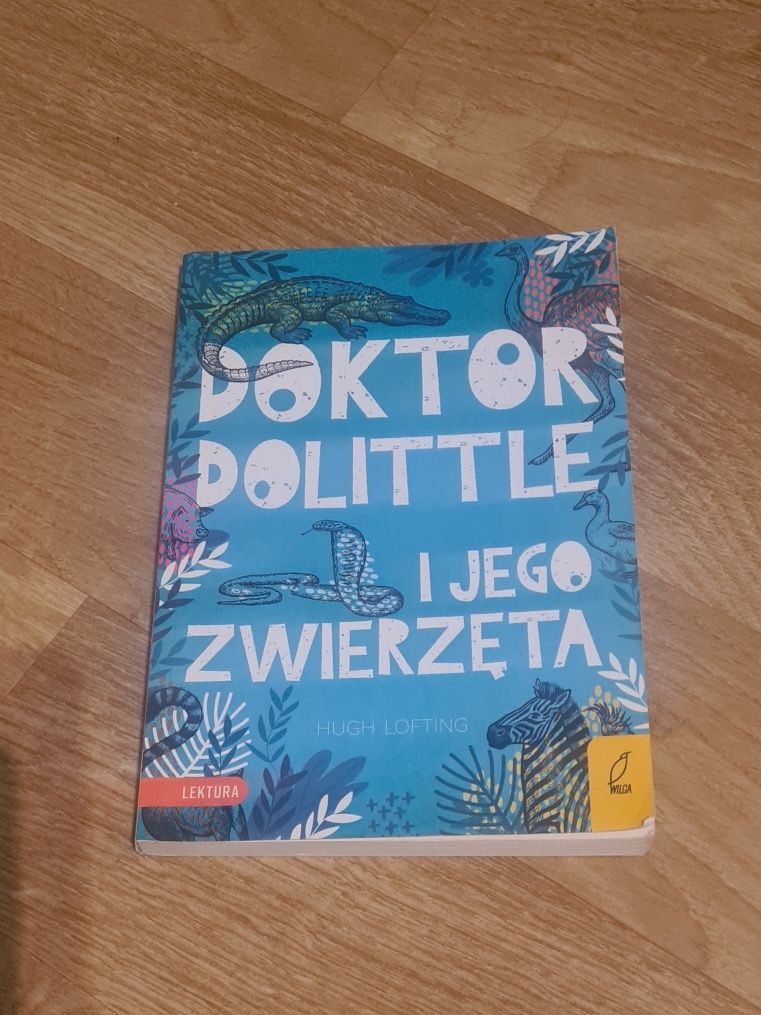 DOKTOR
DOLITTLE
I JEGO
ZWIERZĘTA
HUGH LOFTING
LEKTURA
WILGA